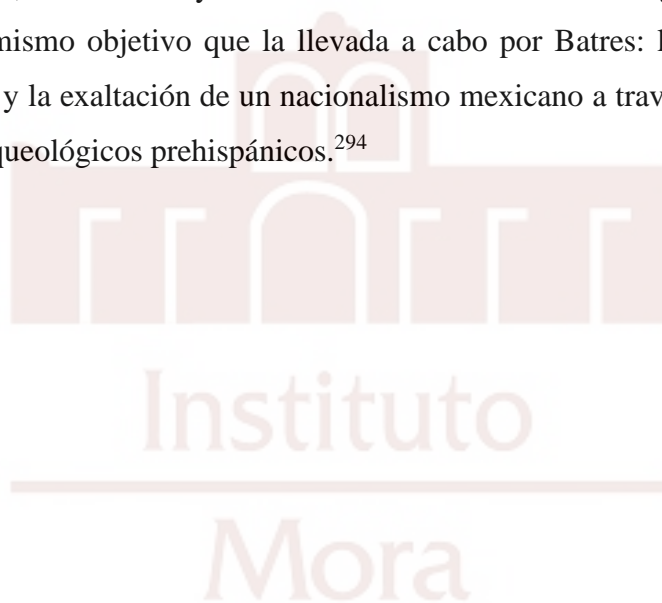 mismo objetivo que la llevada a cabo por Batres:
y la exaltación de un nacionalismo mexicano a
queológicos prehispánicos.294
Instituto
Mora